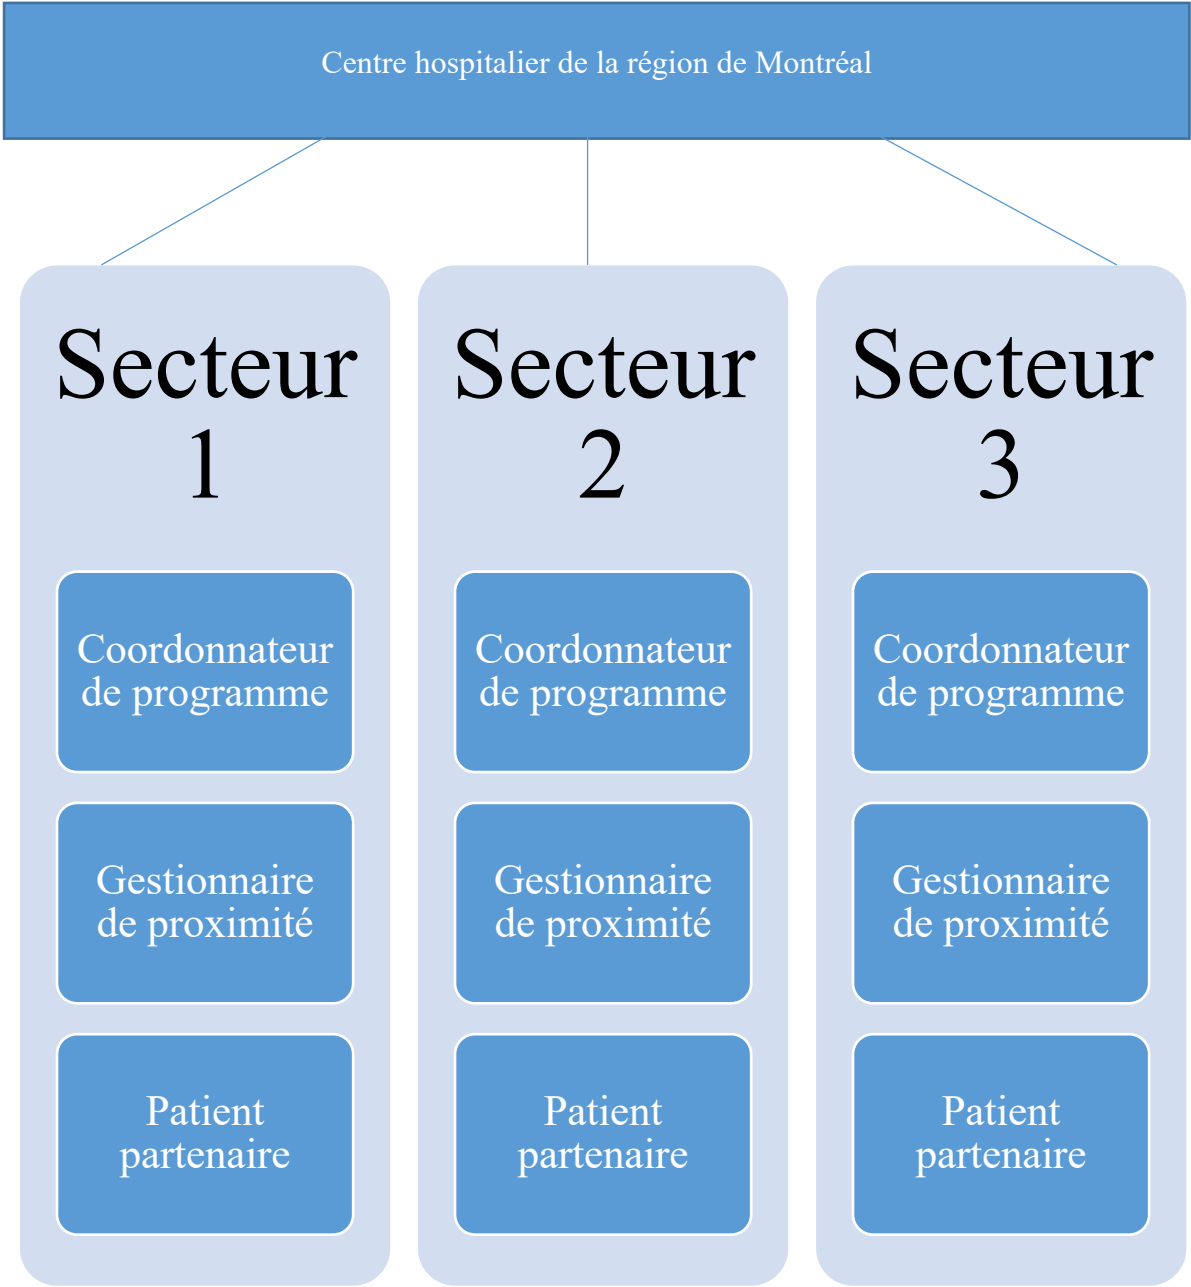 Centre hospitalier de la région de Montréal
Secteur
1
Coordonnateur
de programme
Gestionnaire
de proximité
Patient
partenaire
Secteur
2
Coordonnateur
de programme
Gestionnaire
de proximité
Patient
partenaire
Secteur
3
Coordonnateur
de programme
Gestionnaire
de proximité
Patient
partenaire